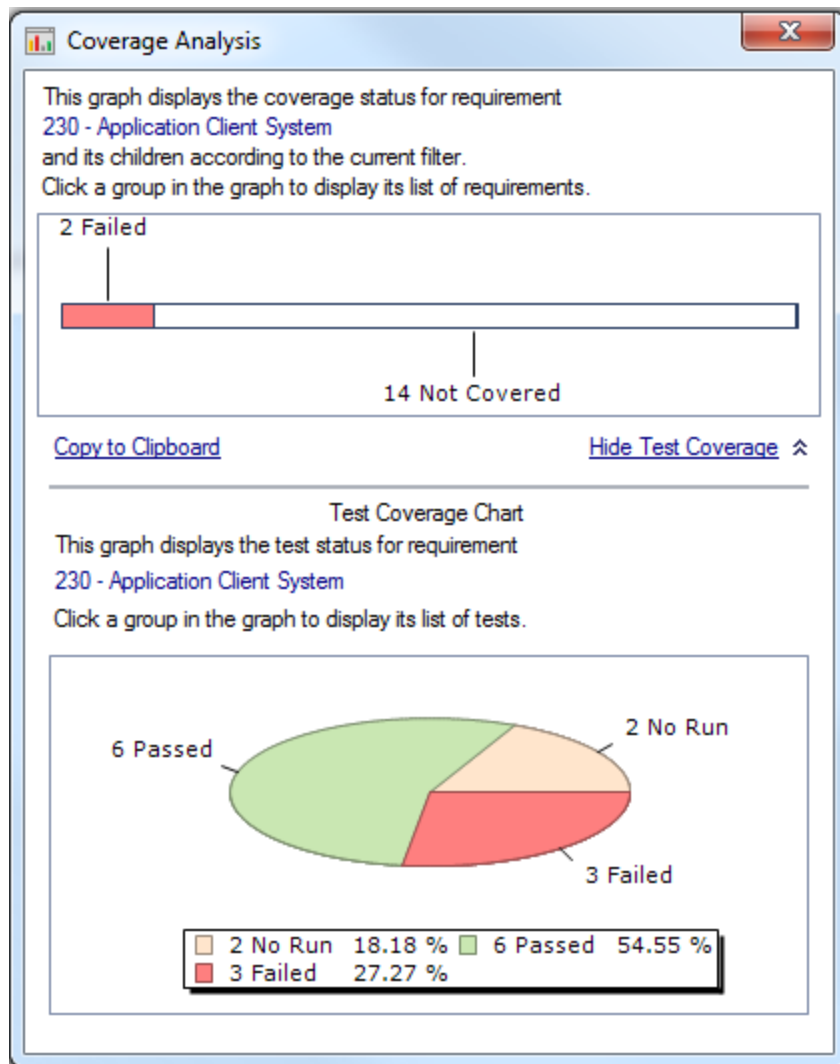 Coverage Analysis
This graph displays the coverage status for requirement
230 - Application Client System
and its children according to the current filter.
Click a group in the graph to display its list of requirements.
2 Failed
14 Not Covered
Copy to Clipboard
Hide Test Coverage
Test Coverage Chart
This graph displays the test status for requirement
230 - Application Client System
Click a group in the graph to display its list of tests.
2 No Run
6 Passed
3 Failed
2 No Run 18.18 % 6 Passed 54.55 %
3 Failed 27.27 %